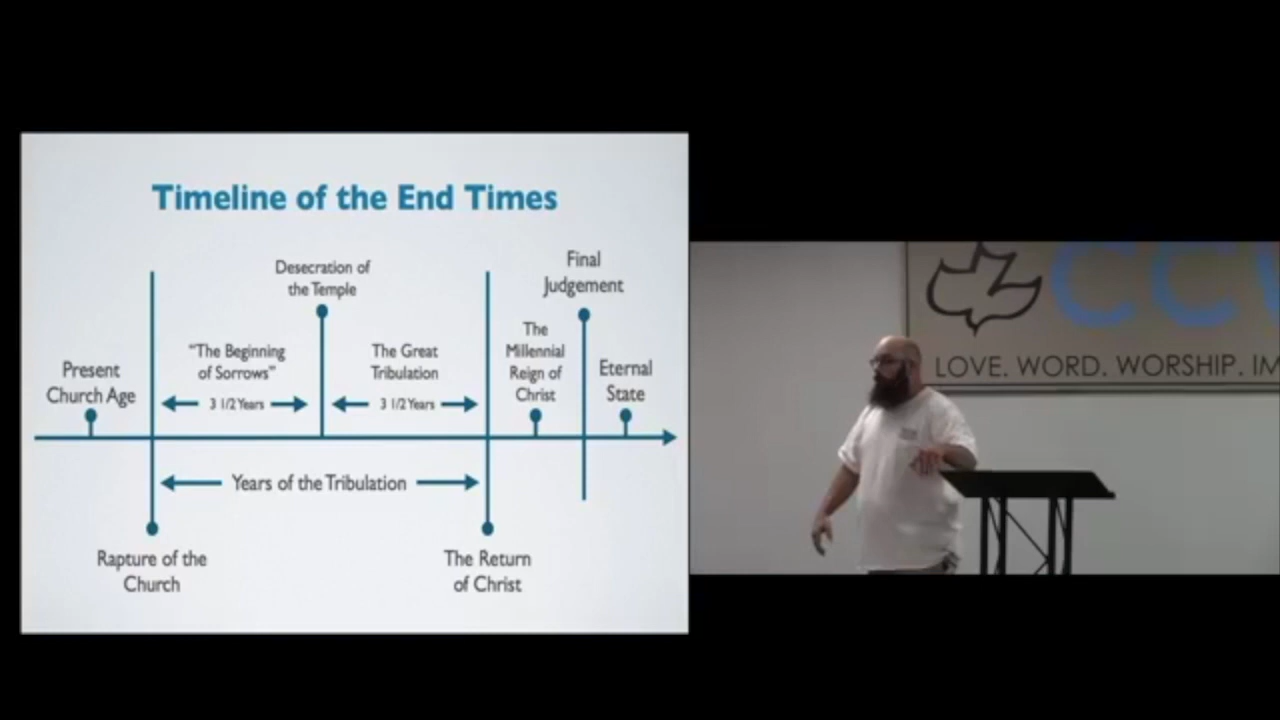 Timeline of the End Times
Desecration of
the Temple
Final
Judgement
"The Beginning
of Sorrows"
3 1/2 Years
The Great
Tribulation
3 1/2 Years
The
Millennial
Reign of
Christ
Present
Church Age
Eternal
State
Years of the Tribulation
Rapture of the
Church
The Return
of Christ
LOVE. WORD. WORSHIP. IM